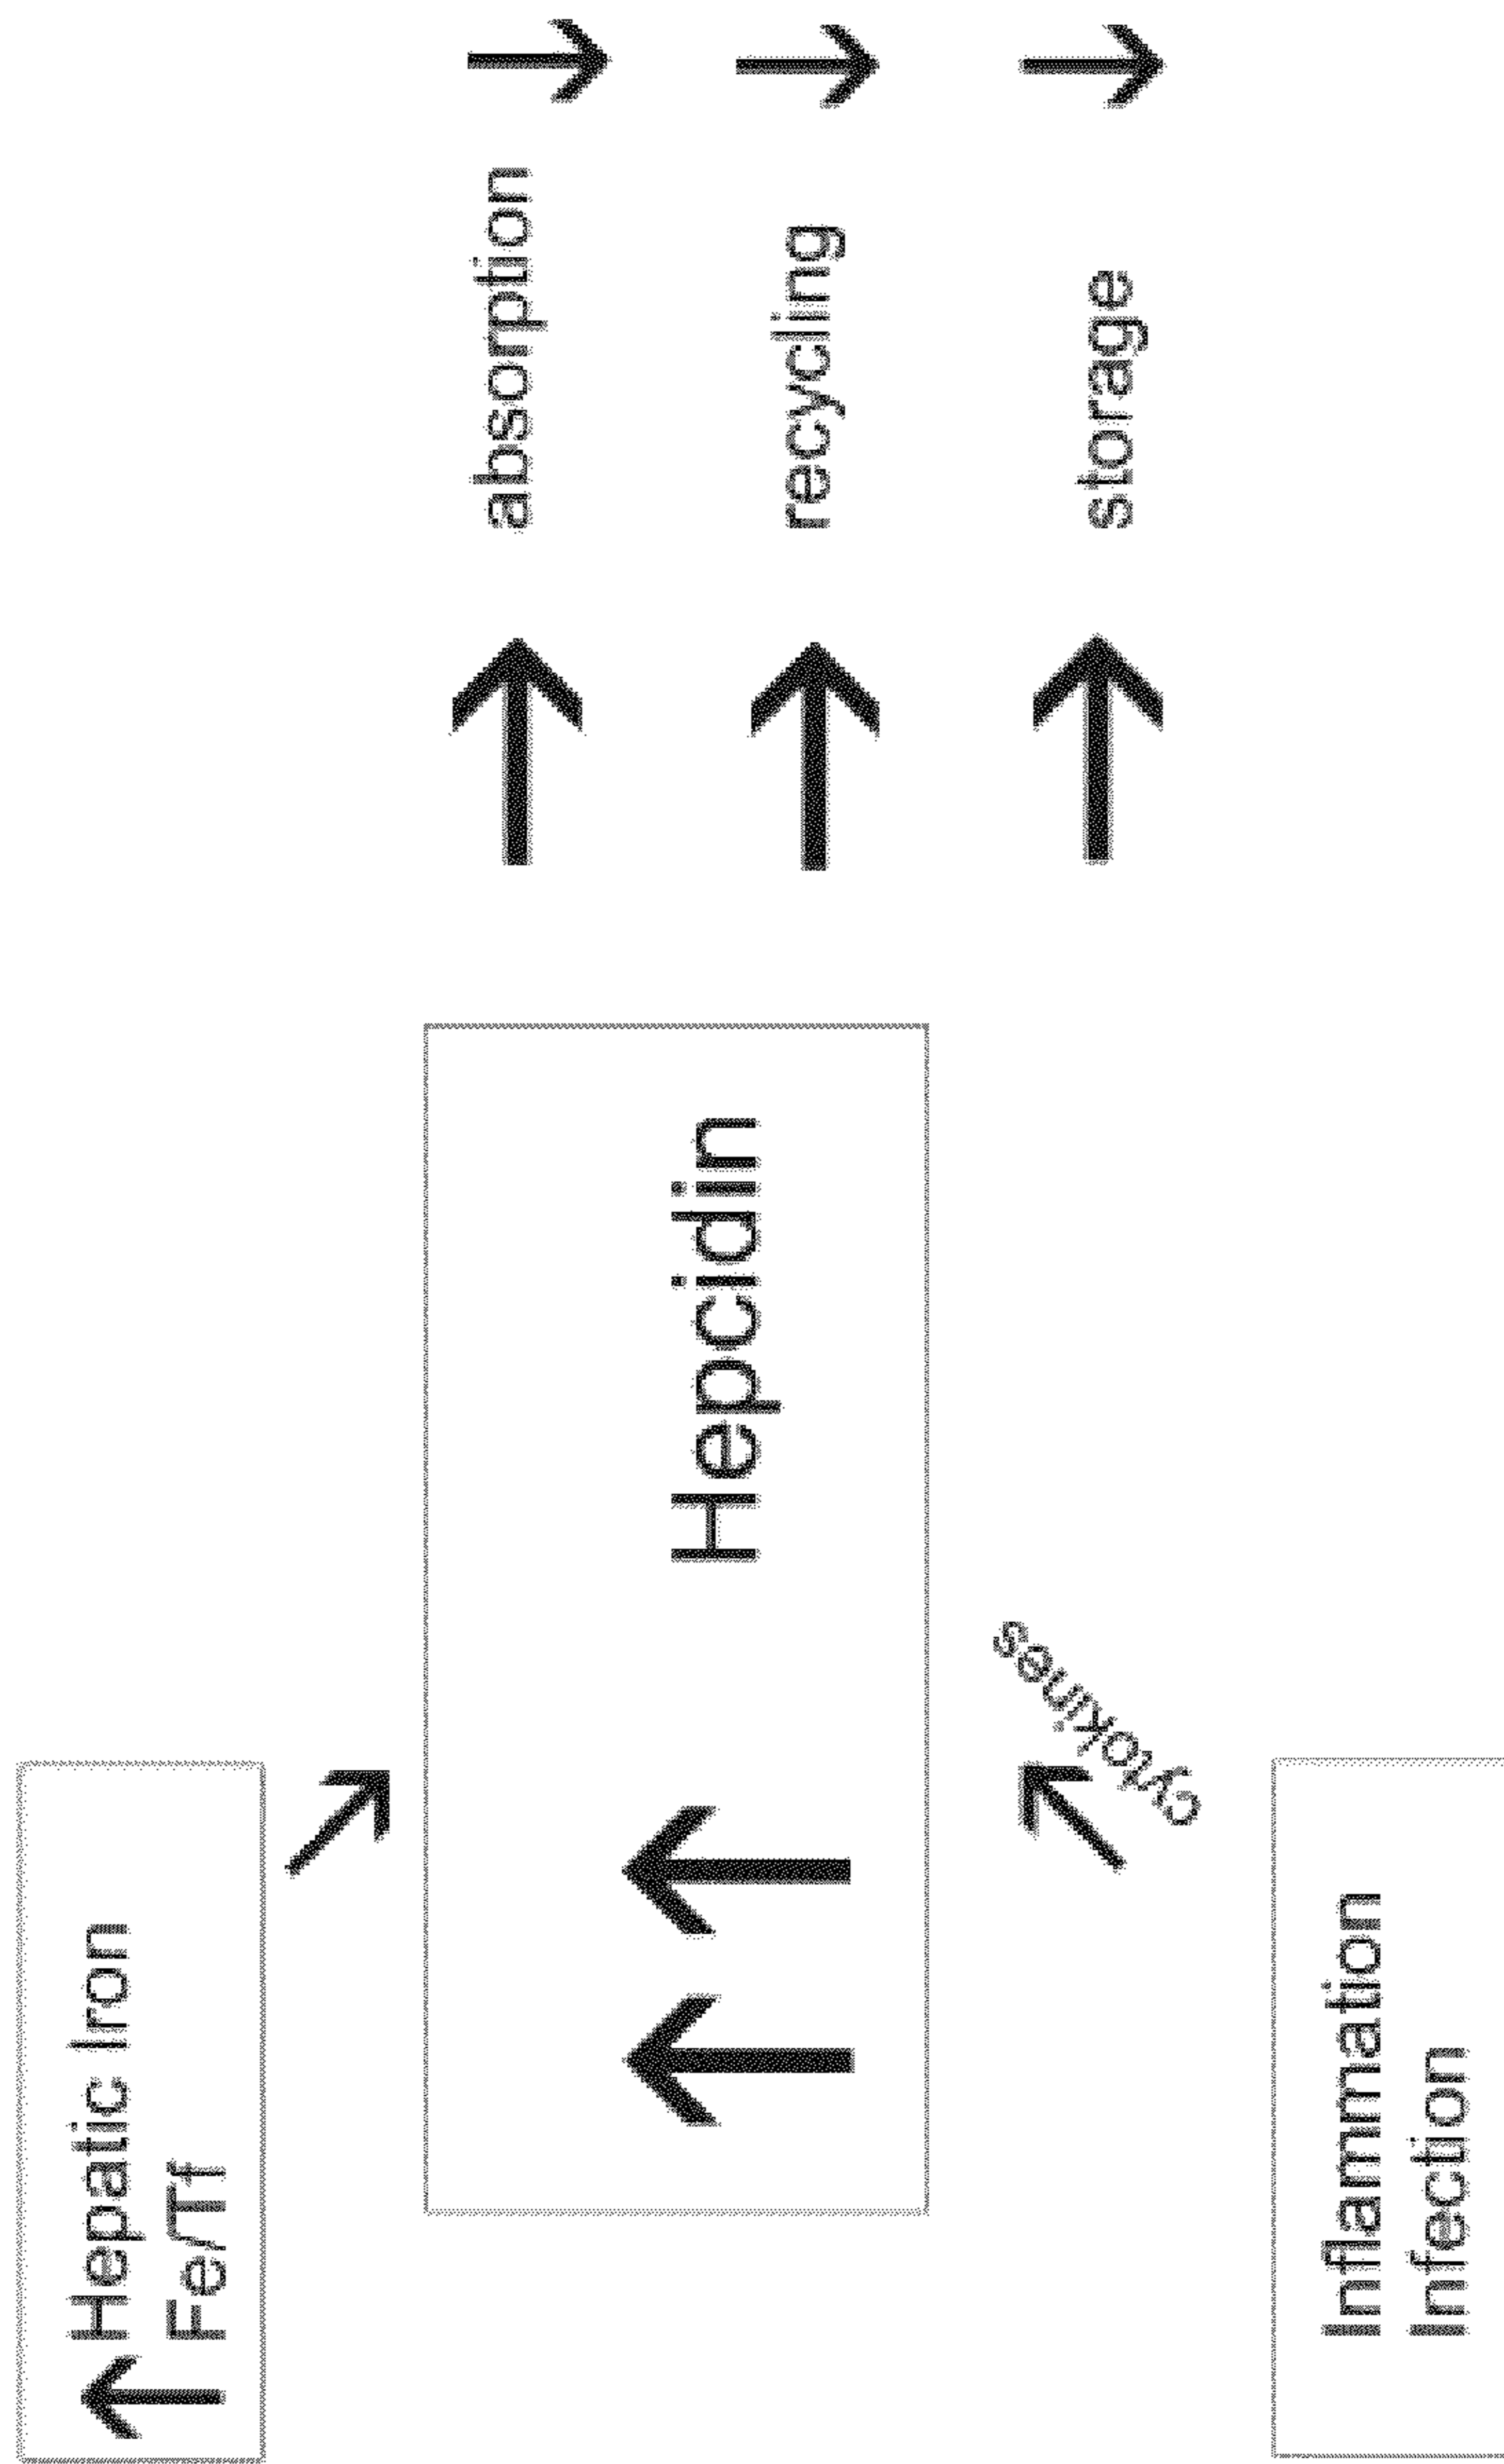 Hepatic Iron
Fe/Tf
Hepcidin
cytokines
Inflammation
Infection
absorption
recycling
storage